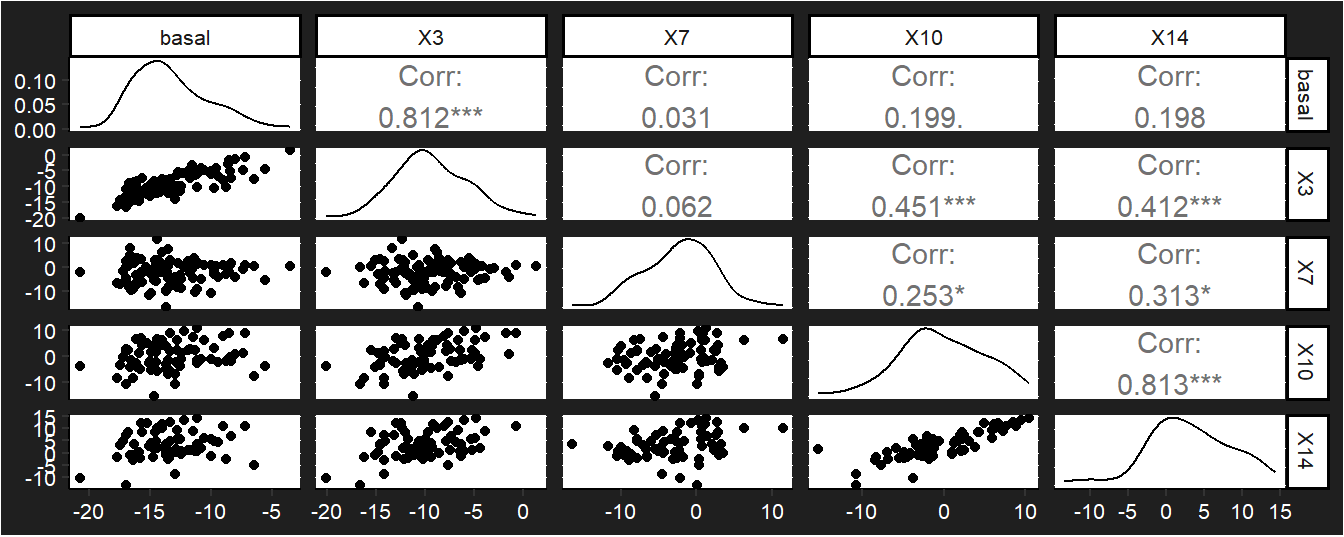 basal X3 X7 X10 X14
0.10
0.05
0.00
Corr: Corr: Corr: Corr:
0.812*** 0.031 0.199. 0.198
basal
0
-5
-10
-15
-20
Corr: Corr: Corr:
0.062 0.451*** 0.412***
X3
10
0
-10
Corr: Corr:
0.253* 0.313*
X7
10
0
-10
Corr:
0.813***
X10
15
10
5
0
-5
-10
X14
-20 -15 -10 -5 -20 -15 -10 -5 0 -10 0 10 -10 0 10 -10 -5 0 5 10 15